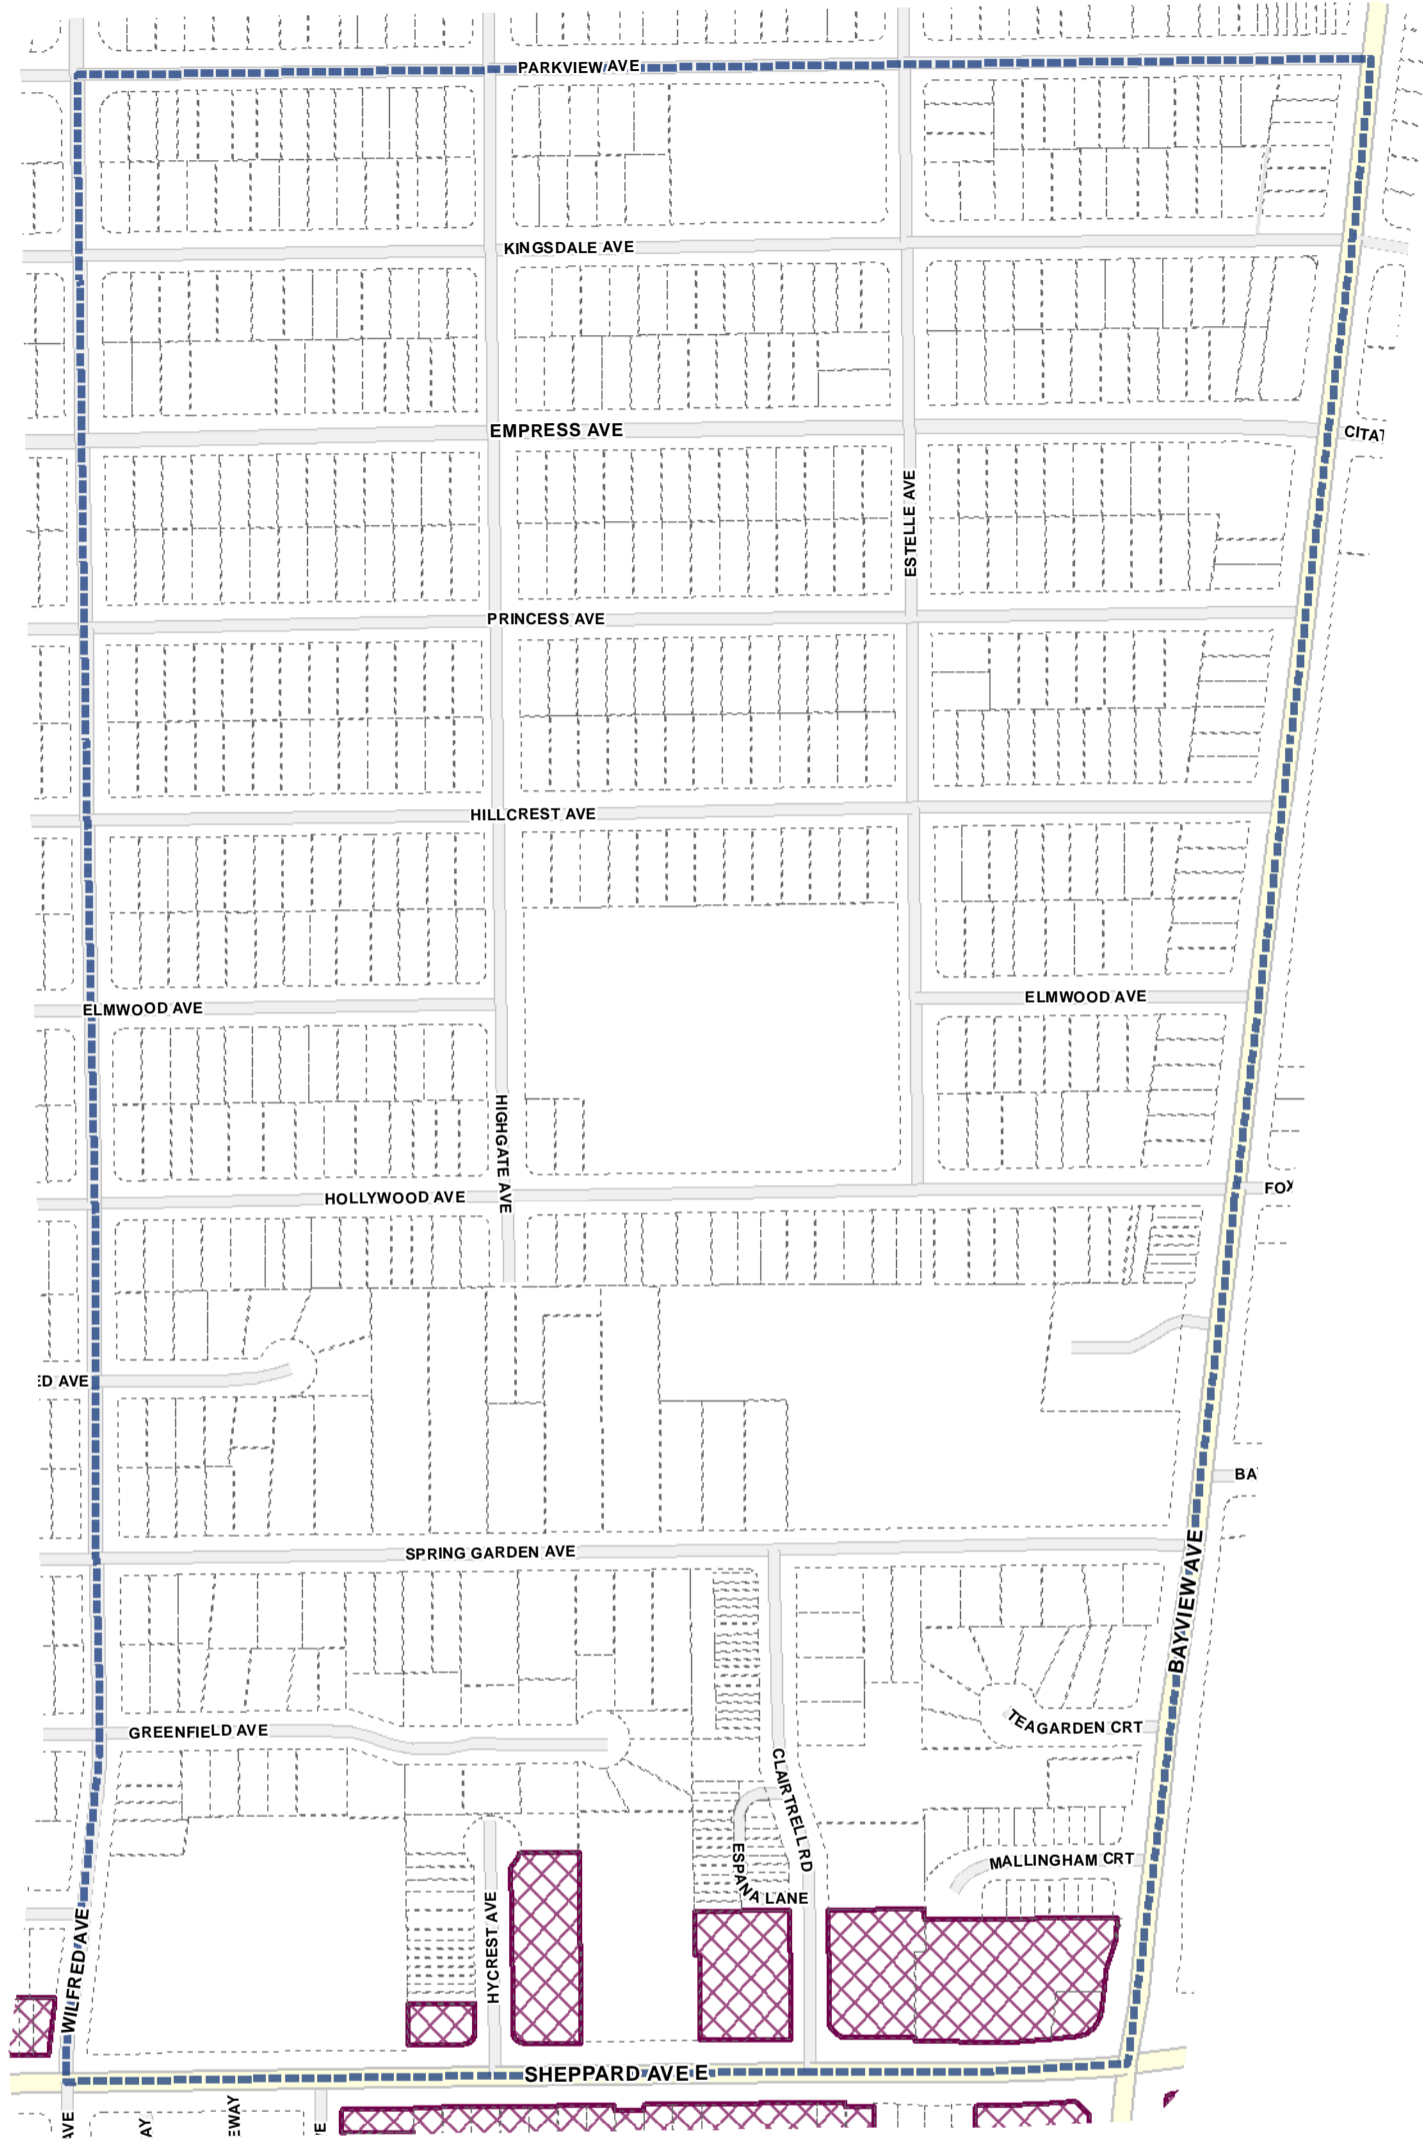 PARKVIEW AVE
KINGSDALE AVE
EMPRESS AVE
CITAT
ESTELLE AVE
PRINCESS AVE
HILLCREST AVE
ELMWOOD AVE
ELMWOOD AVE
HIGHGATE AVE
HOLLYWOOD AVE
FOX
ED AVE
BA
SPRING GARDEN AVE
BAYVIEW AVE
GREENFIELD AVE
TEAGARDEN CRT
CLAIRTRELL RD
MALLINGHAM CRT
ESPANA LANE
HYCREST AVE
WILFRED AVE
SHEPPARD AVE E
AVE
AY
EWAY
VE